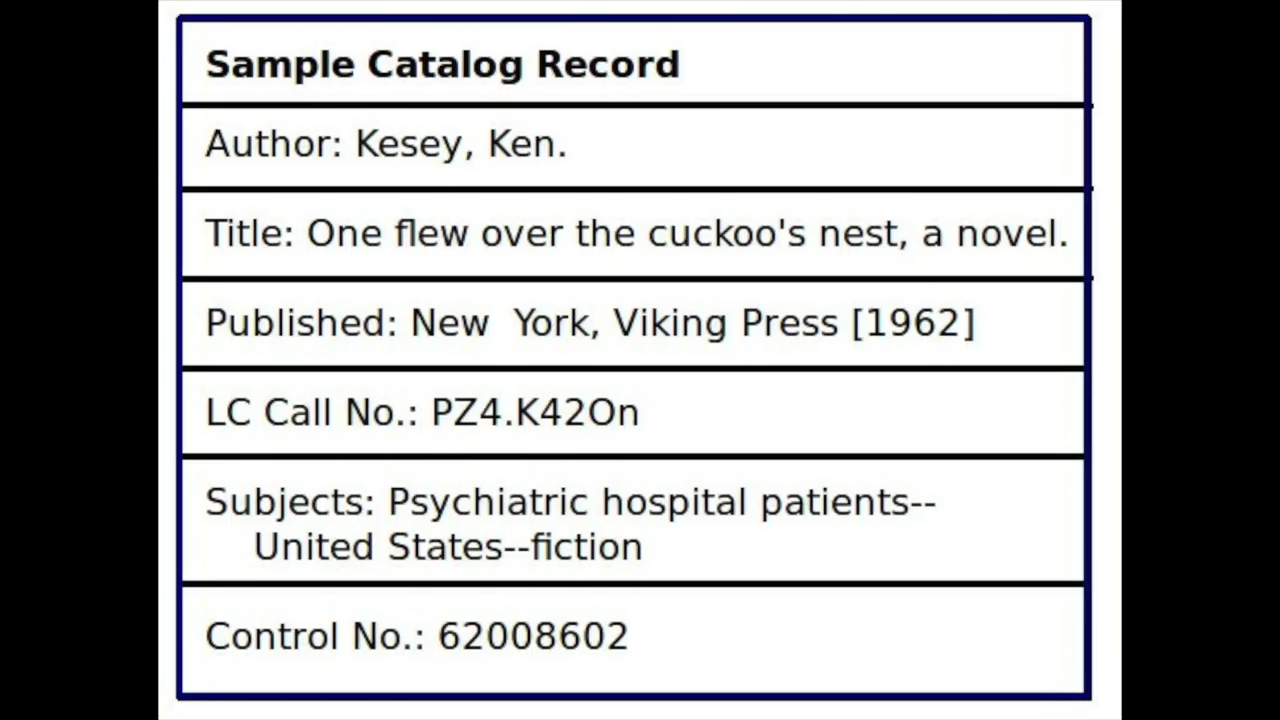 Sample Catalog Record
Author: Kesey, Ken.
Title: One flew over the cuckoo's nest, a novel.
Published: New  York, Viking Press [1962]
LC Call No.: PZ4.K42On
Subjects: Psychiatric hospital patients--
United States--fiction
Control No.: 62008602